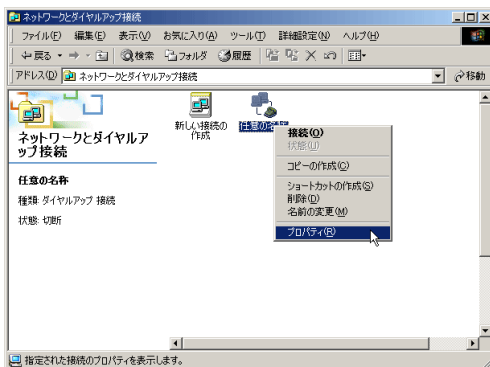 ネットワークとダイヤルアップ接続
ファイル(F) 編集(E) 表示(V) お気に入り(A) ツール(T) 詳細設定(N) ヘルプ(H)
戻る 検索 フォルダ 履歴
アドレス(D) ネットワークとダイヤルアップ接続 移動
ネットワークとダイヤルア
ップ接続
任意の名称
種類: ダイヤルアップ 接続
状態: 切断
新しい接続の
作成
任意の名称
接続(O)
状態(U)
コピーの作成(C)
ショートカットの作成(S)
削除(D)
名前の変更(M)
プロパティ(R)
指定された接続のプロパティを表示します。